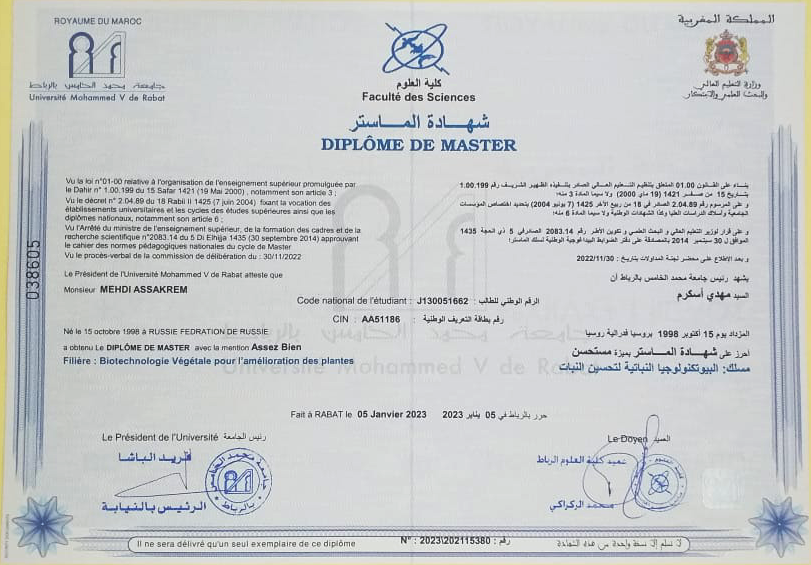 ROYAUME DU MAROC
جامعة محمد الخامس بالرباط
Université Mohammed V de Rabat
كلية العلوم
Faculté des Sciences
المملكة المغربية
وزارة التعليم العالي
والبحث العلمي والابتكار
شهادة الماستر
DIPLÔME DE MASTER
Vu la loi n°01-00 relative à l'organisation de l'enseignement supérieur promulguée par
le Dahir n° 1.00.199 du 15 Safar 1421 (19 Mai 2000) , notamment son article 3 ;
Vu le décret n° 2.04.89 du 18 Rabii II 1425 (7 juin 2004) fixant la vocation des
établissements universitaires et les cycles des études supérieures ainsi que les
diplômes nationaux, notamment son article 6 ;
Vu l'Arrêté du ministre de l'enseignement supérieur, de la formation des cadres et de la
recherche scientifique n°2083.14 du 5 Di Elhija 1435 (30 septembre 2014) approuvant
le cahier des normes pédagogiques nationales du cycle de Master
Vu le procès-verbal de la commission de délibération du : 30/11/2022
بناء على القانون 01.00 المتعلق بتنظيم التعليم العالي الصادر بتنفيذه الظهير الشريف رقم 1.00.199
بتاريخ 15 من صفر 1421 (19 ماي 2000) ولا سيما المادة 3 منه؛
و على المرسوم رقم 2.04.89 الصادر في 18 من ربيع الآخر 1425 (7 يونيو 2004) بتحديد اختصاص المؤسسات
الجامعية وأسلاك الدراسات العليا وكذا الشهادات الوطنية ولا سيما المادة 6 منه؛
و على قرار لوزير التعليم العالي و البحث العلمي و تكوين الأطر رقم 2083.14 الصادر في 5 ذي الحجة 1435
الموافق ل 30 سبتمبر 2014 بالمصادقة على دفتر الضوابط البيداغوجية الوطنية لسلك الماستر؛
و بعد الاطلاع على محضر لجنة المداولات بتاريخ : 2022/11/30
038605
Le Président de l'Université Mohammed V de Rabat atteste que
يشهد رئيس جامعة محمد الخامس بالرباط أن
Monsieur MEHDI ASSAKREM
السيد مهدي أسكرم
Code national de l'étudiant : J130051662 الرقم الوطني للطالب :
CIN : AA51186 رقم بطاقة التعريف الوطنية :
Né le 15 octobre 1998 à RUSSIE FEDRATION DE RUSSIE
المزداد يوم 15 أكتوبر 1998 بروسيا فدرالية روسيا
a obtenu Le DIPLÔME DE MASTER avec la mention Assez Bien
أحرز على شهادة الماستر بميزة مستحسن
Filière : Biotechnologie Végétale pour l'amélioration des plantes
مسلك: البيوتكنولوجيا النباتية لتحسين النبات
جامعة محمد الخامس بالرباط
Université Mohammed V de Rabat
Fait à RABAT le 05 Janvier 2023 حرر بالرباط في 05 يناير 2023
Le Président de l'Université رئيس الجامعة
Le Doyen السيد
فريد الباشا
الرئيس بالنيابة
جامعة محمد الخامس
بالرباط
عميد كلية العلوم الرباط
محمد الركراكي
Il ne sera délivré qu'un seul exemplaire de ce diplôme
N° : 2023\202115380 رقم :
لا تسلم إلا نسخة واحدة من هذه الشهادة